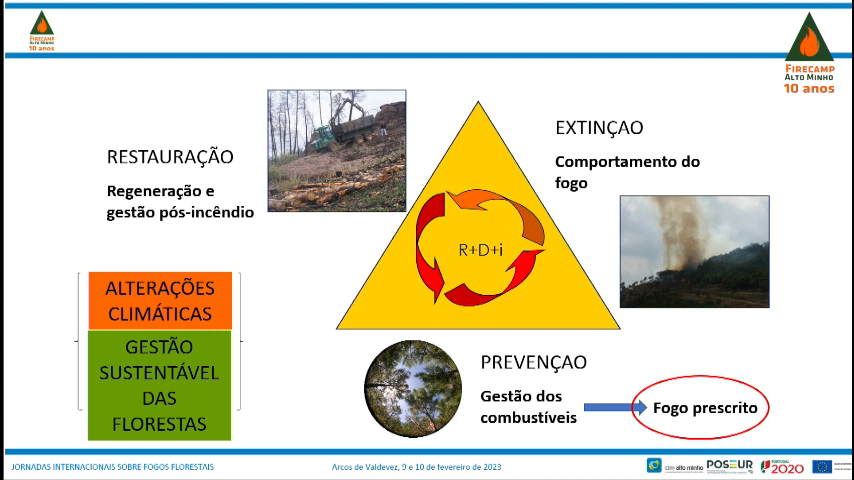 FIRECAMP
ALTO MINHO
10 anos
FIRECAMP
ALTO MINHO
10 anos
RESTAURAÇÃO
Regeneração e
gestão pós-incêndio
EXTINÇAO
Comportamento do
fogo
R+D+i
ALTERAÇÕES
CLIMÁTICAS
GESTÃO
SUSTENTÁVEL
DAS
FLORESTAS
PREVENÇAO
Gestão dos
combustíveis
Fogo prescrito
JORNADAS INTERNACIONAIS SOBRE FOGOS FLORESTAIS
Arcos de Valdevez, 9 e 10 de fevereiro de 2023
cim alto minho
POSEUR
PORTUGAL
2020